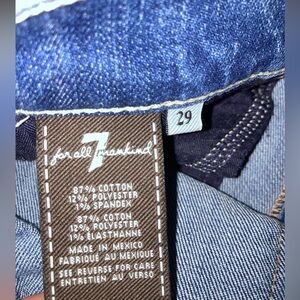 29
for all 7 mankind
87% COTTON
12% POLYESTER
1% SPANDEX
87% COTON
12% POLYESTER
1% ELASTHANNE
MADE IN MEXICO
FABRIQUE AU MEXIQUE
SEE REVERSE FOR CARE
ENTRETIEN AU VERSO